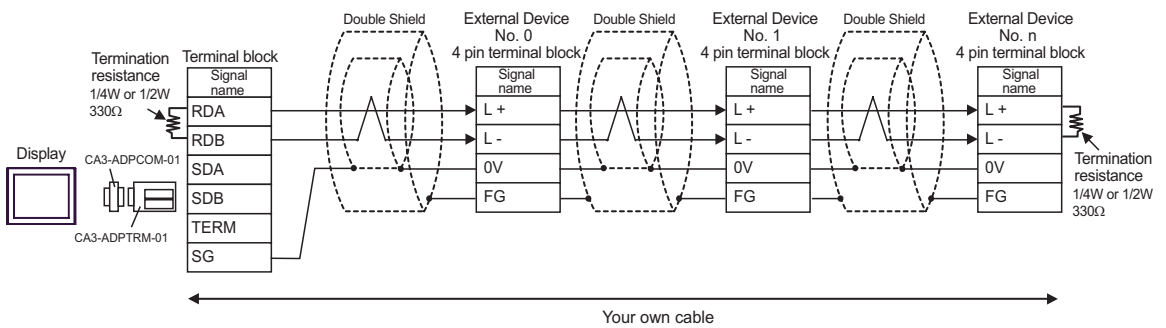 Double Shield
External Device
No. 0
4 pin terminal block
Double Shield
External Device
No. 1
4 pin terminal block
Double Shield
External Device
No. n
4 pin terminal block
Termination
resistance
1/4W or 1/2W
330Ω
Terminal block
Signal
name
RDA
RDB
SDA
SDB
TERM
SG
Display
CA3-ADPCOM-01
CA3-ADPTRM-01
Signal
name
L +
L -
0V
FG
Signal
name
L +
L -
0V
FG
Signal
name
L +
L -
0V
FG
Termination
resistance
1/4W or 1/2W
330Ω
Your own cable